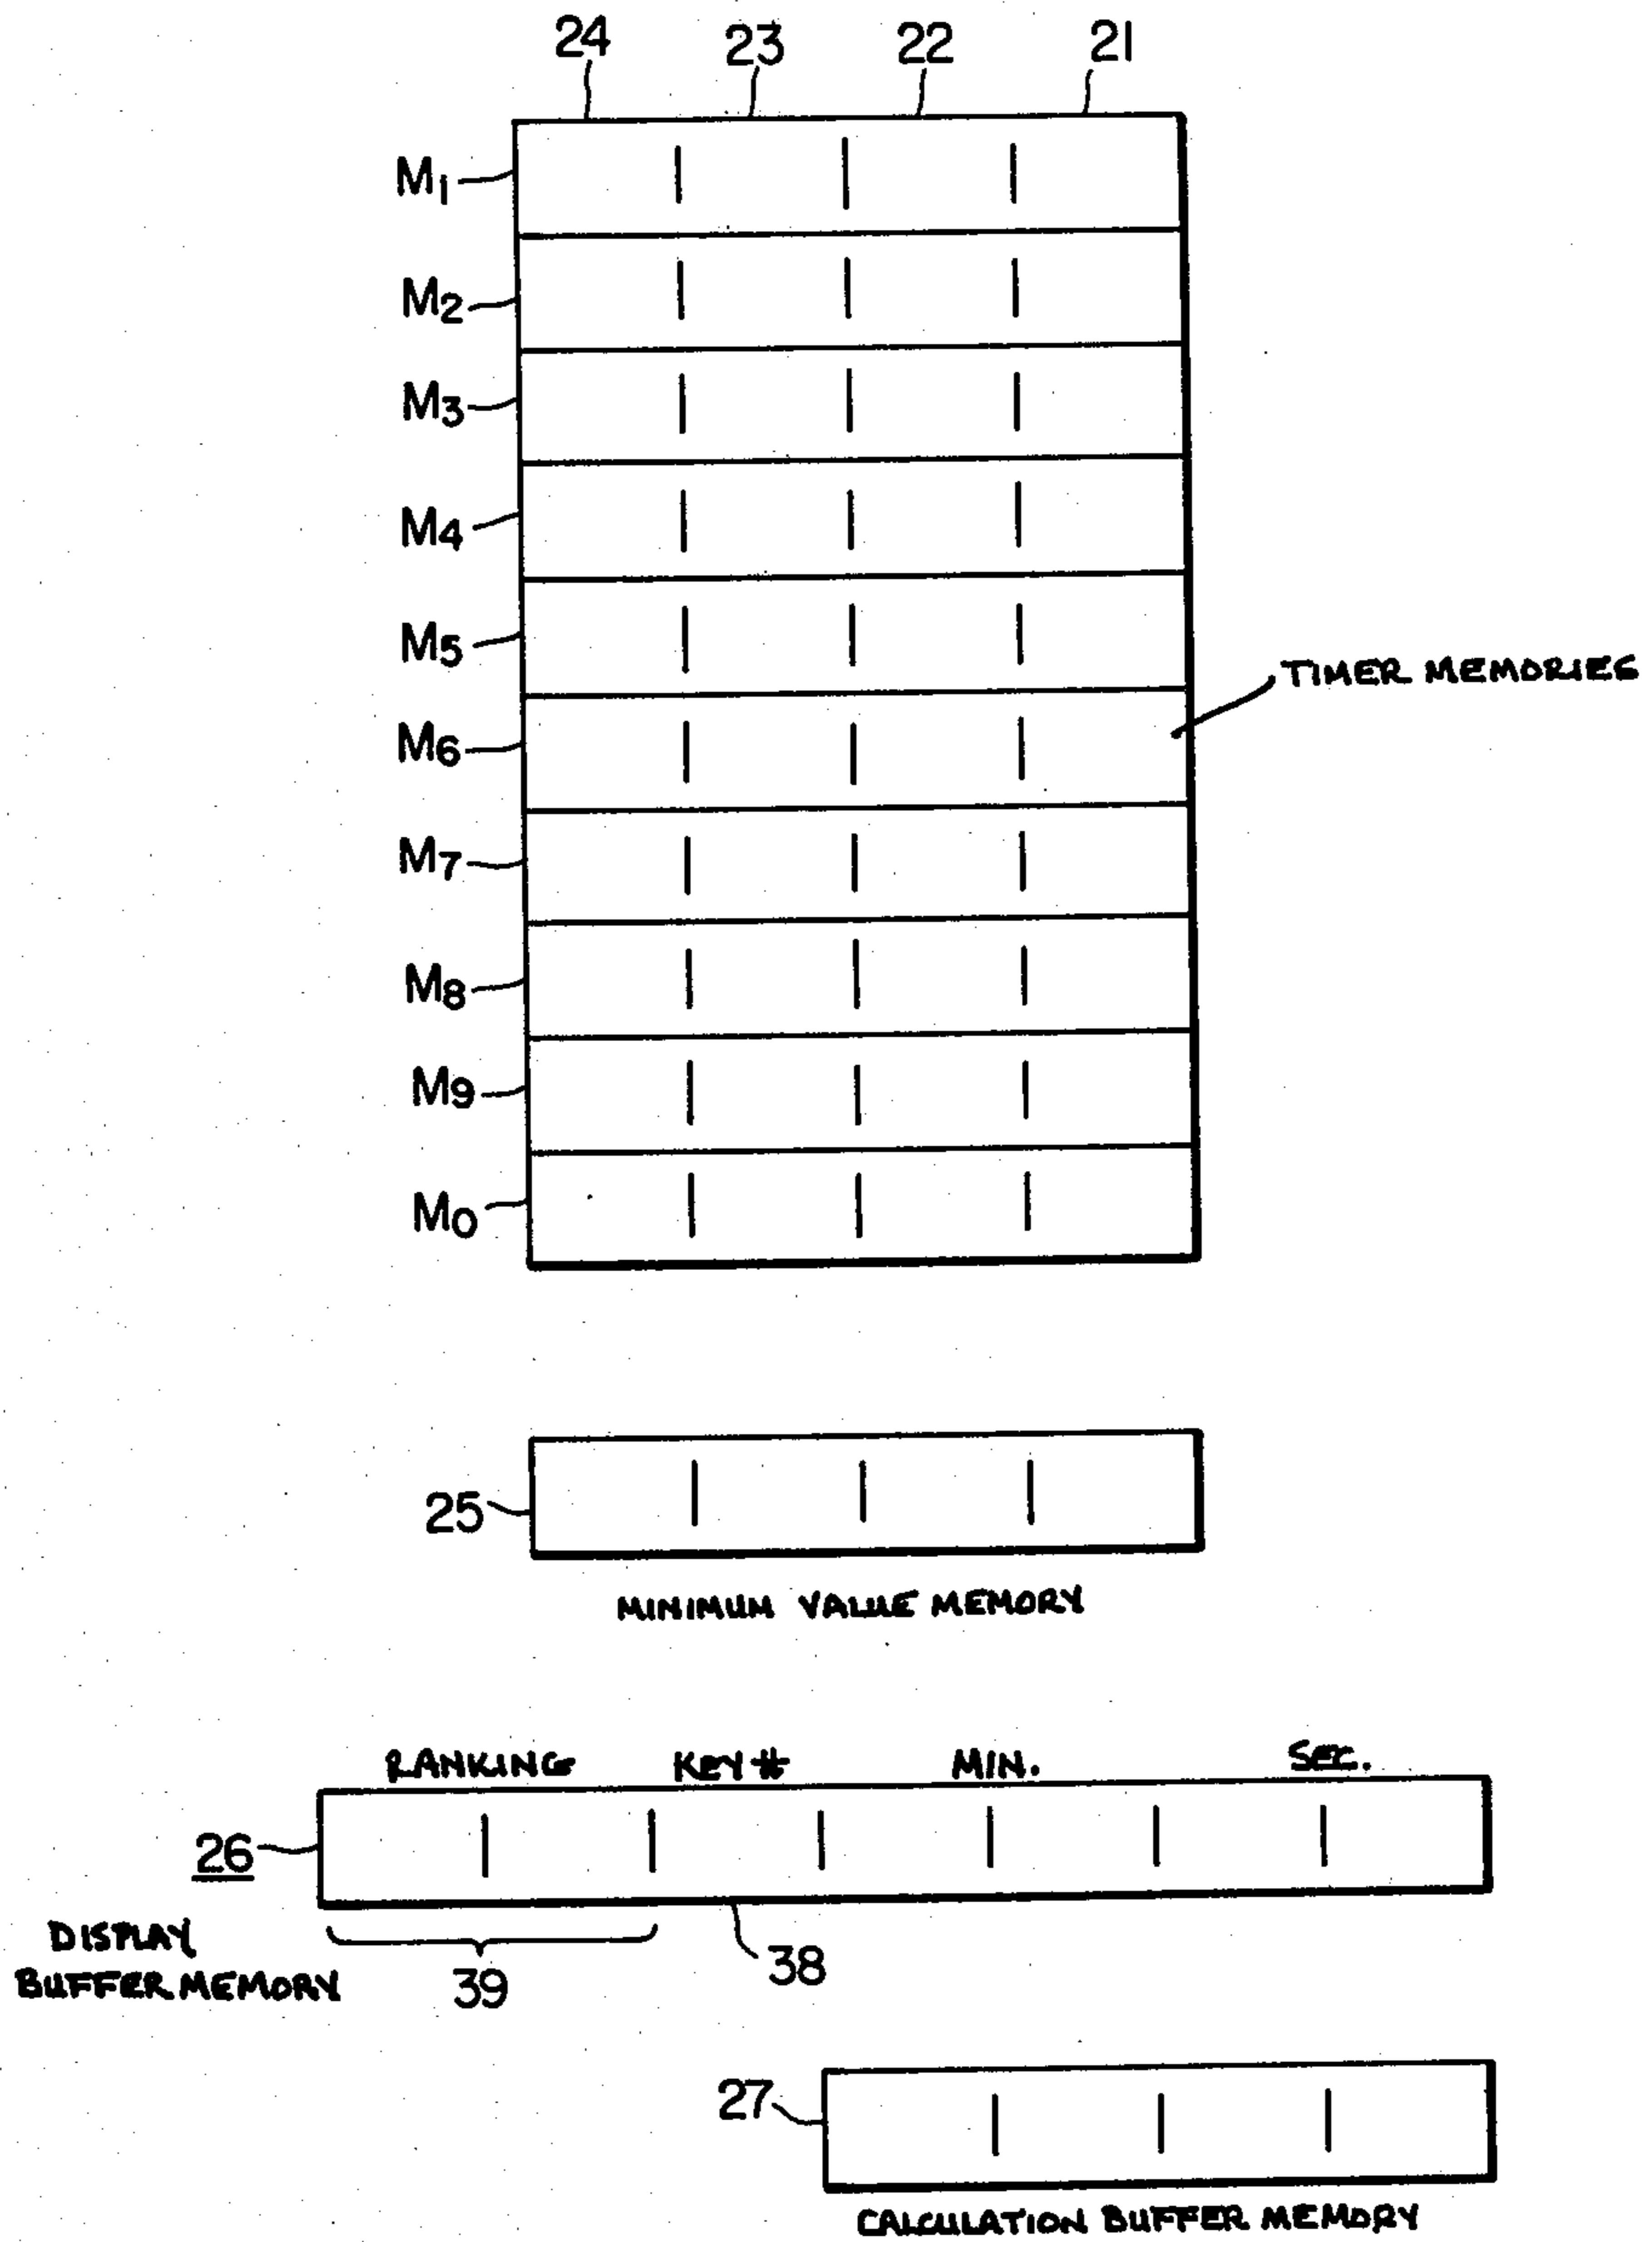 24 23 22 21
M1
M2
M3
M4
M5
TIMER MEMORIES
M6
M7
M8
M9
M0
25
MINIMUM VALUE MEMORY
RANKING KEY# MIN. SEC.
26
DISPLAY
BUFFER MEMORY
39
38
27
CALCULATION BUFFER MEMORY